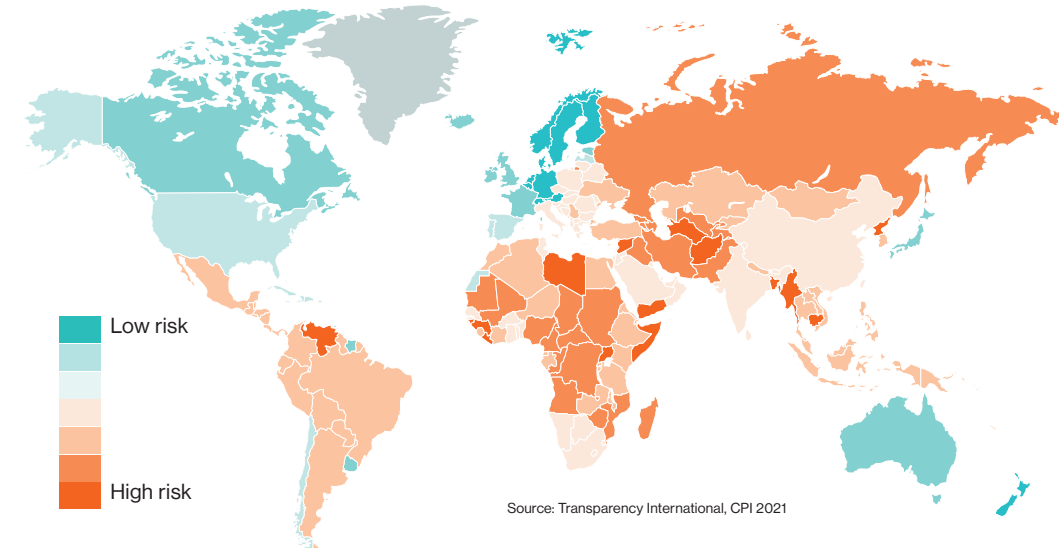 Low risk
High risk
Source: Transparency International, CPI 2021